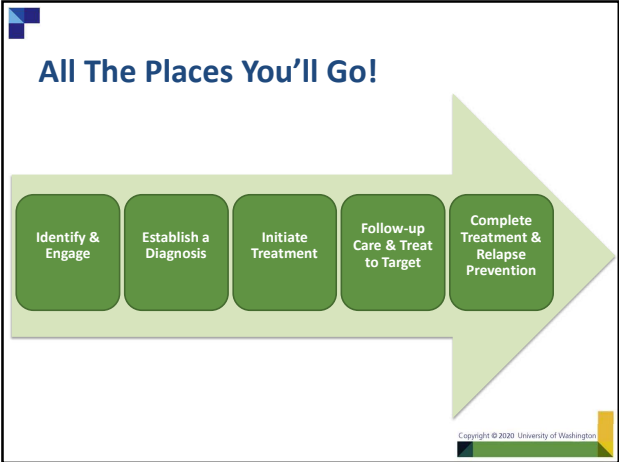 All The Places You’ll Go!
Identify &
Engage
Establish a
Diagnosis
Initiate
Treatment
Follow-up
Care & Treat
to Target
Complete
Treatment &
Relapse
Prevention
Copyright © 2020 University of Washington